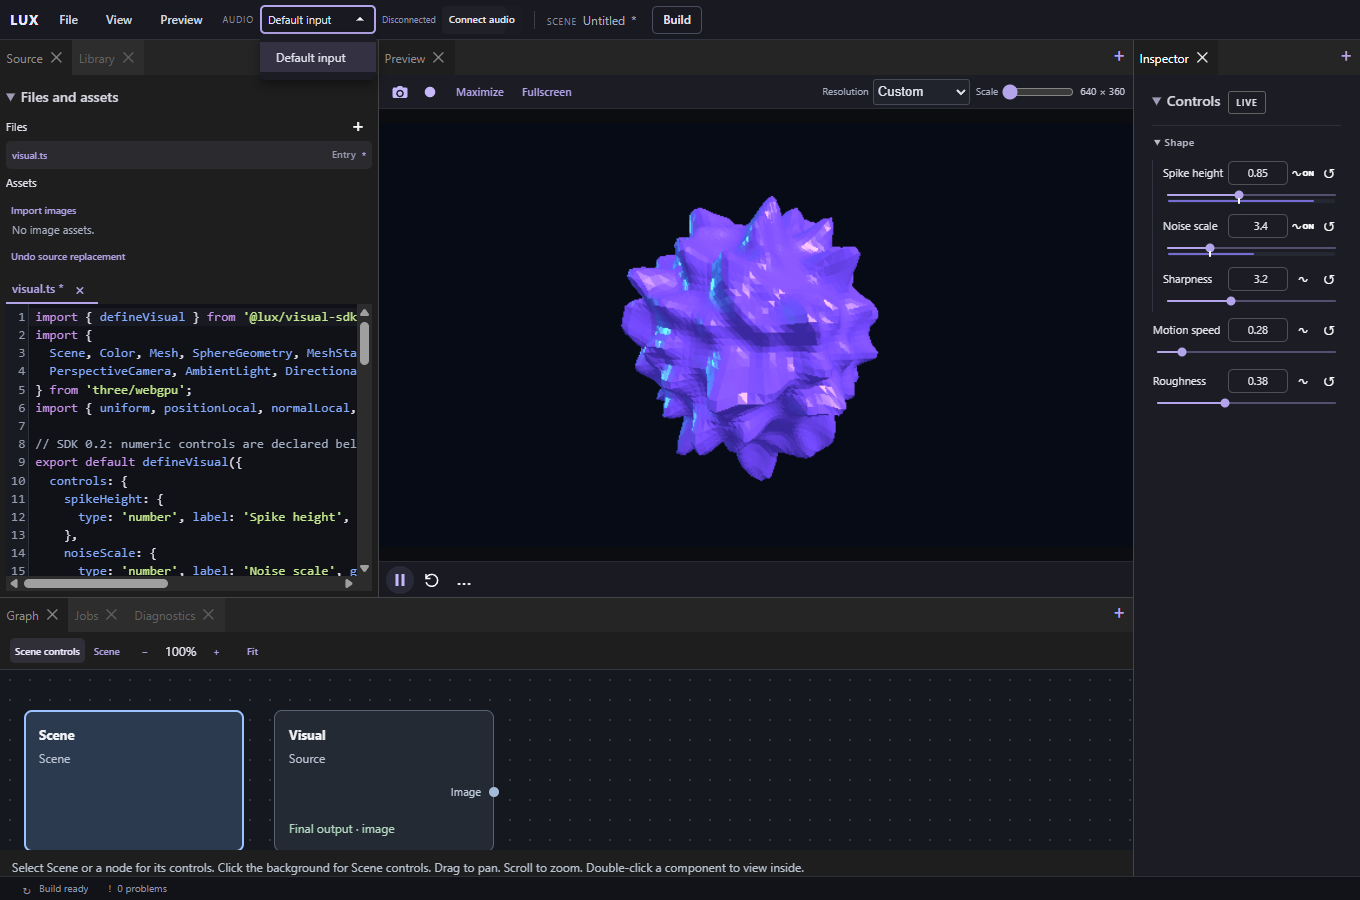 LUX File View Preview AUDIO Default input Disconnected Connect audio SCENE Untitled * Build
Default input
Source Library
Files and assets
Files +
visual.ts Entry *
Assets
Import images
No image assets.
Undo source replacement
visual.ts *
1 import { defineVisual } from '@lux/visual-sdk
2 import {
3 Scene, Color, Mesh, SphereGeometry, MeshSta
4 PerspectiveCamera, AmbientLight, Directiona
5 } from 'three/webgpu';
6 import { uniform, positionLocal, normalLocal,
7
8 // SDK 0.2: numeric controls are declared bel
9 export default defineVisual({
10 controls: {
11 spikeHeight: {
12 type: 'number', label: 'Spike height',
13 },
14 noiseScale: {
15 type: 'number', label: 'Noise scale', g
Preview +
Maximize Fullscreen Resolution Custom Scale 640 × 360
...
Inspector +
Controls LIVE
Shape
Spike height 0.85 ON
Noise scale 3.4 ON
Sharpness 3.2
Motion speed 0.28
Roughness 0.38
Graph Jobs Diagnostics +
Scene controls Scene − 100% + Fit
Scene
Scene
Visual
Source
Image
Final output · image
Select Scene or a node for its controls. Click the background for Scene controls. Drag to pan. Scroll to zoom. Double-click a component to view inside.
Build ready ! 0 problems